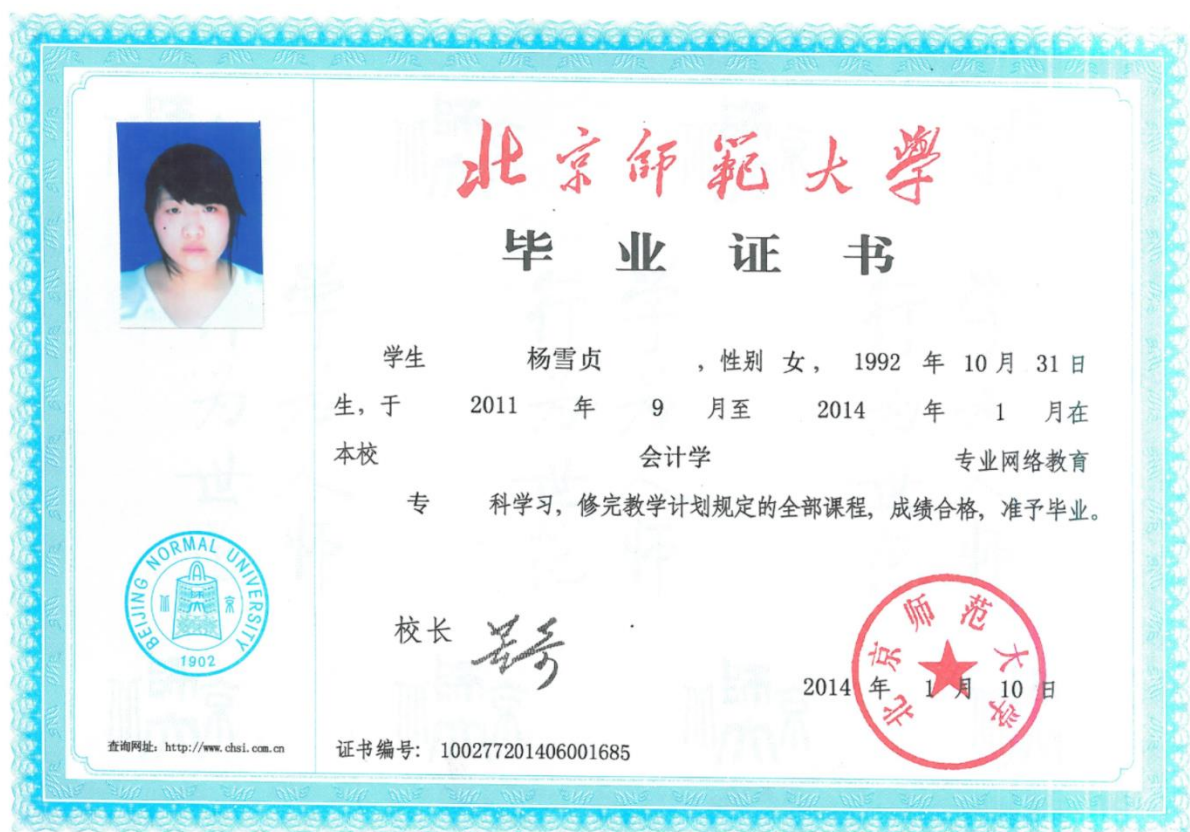 北京師範大學
毕业证书
学生 杨雪贞 ，性别 女， 1992 年 10 月 31 日
生，于 2011 年 9 月至 2014 年 1 月在
本校 会计学 专业网络教育
专 科学习，修完教学计划规定的全部课程，成绩合格，准予毕业。
BEIJING NORMAL UNIVERSITY
1902
校长
北京师范大学
2014 年 1 月 10 日
查询网址：http://www.chsi.com.cn
证书编号：100277201406001685